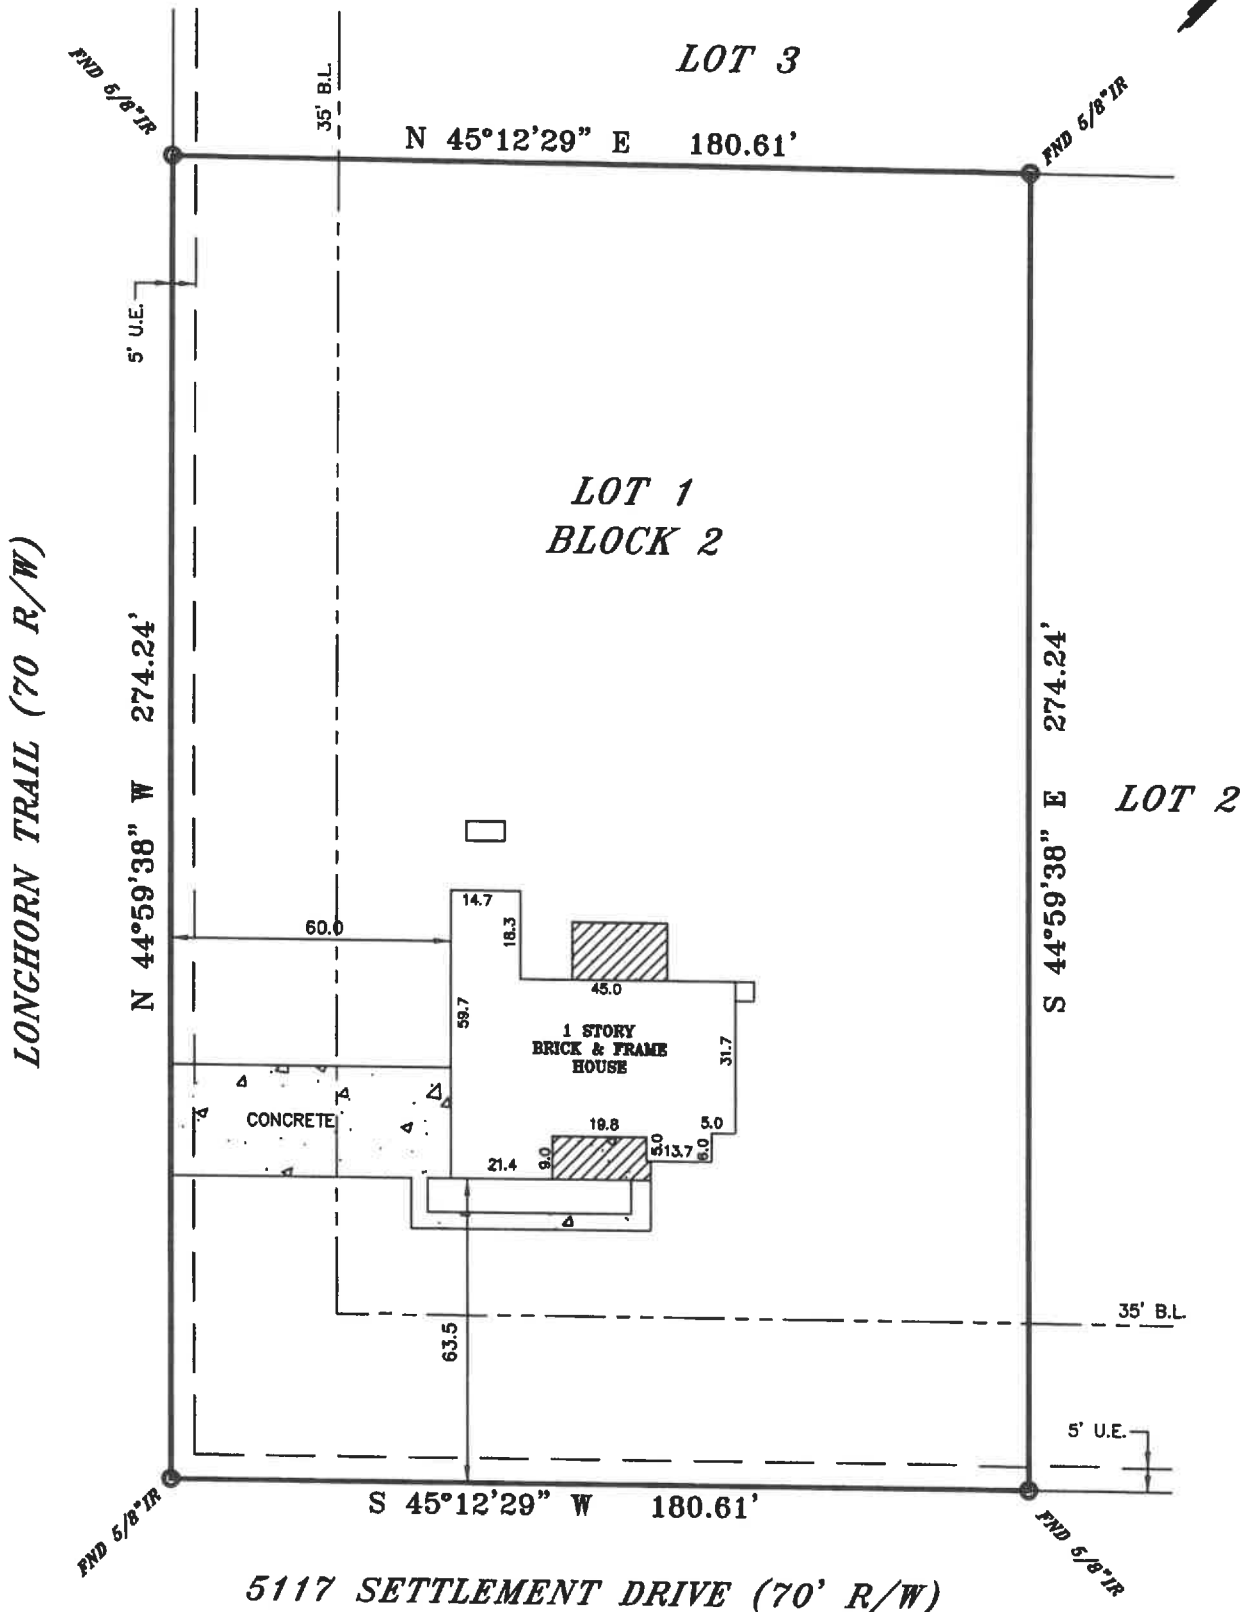 LOT 3
FND 5/8"IR
35' B.L.
FND 5/8"IR
N 45°12'29" E 180.61'
5' U.E.
LOT 1
BLOCK 2
LONGHORN TRAIL (70 R/W)
N 44°59'38" W 274.24'
S 44°59'38" E 274.24'
LOT 2
14.7
18.3
60.0
45.0
59.7
1 STORY
BRICK & FRAME
HOUSE
31.7
CONCRETE
19.8
5.0
5.0
13.7
6.0
21.4
9.0
63.5
35' B.L.
5' U.E.
S 45°12'29" W 180.61'
FND 5/8"IR
FND 5/8"IR
5117 SETTLEMENT DRIVE (70' R/W)